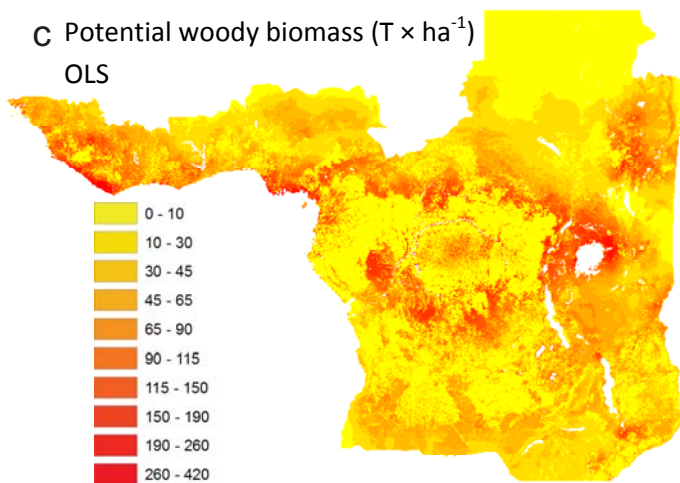 c Potential woody biomass (T × ha⁻¹)
OLS
0 - 10
10 - 30
30 - 45
45 - 65
65 - 90
90 - 115
115 - 150
150 - 190
190 - 260
260 - 420